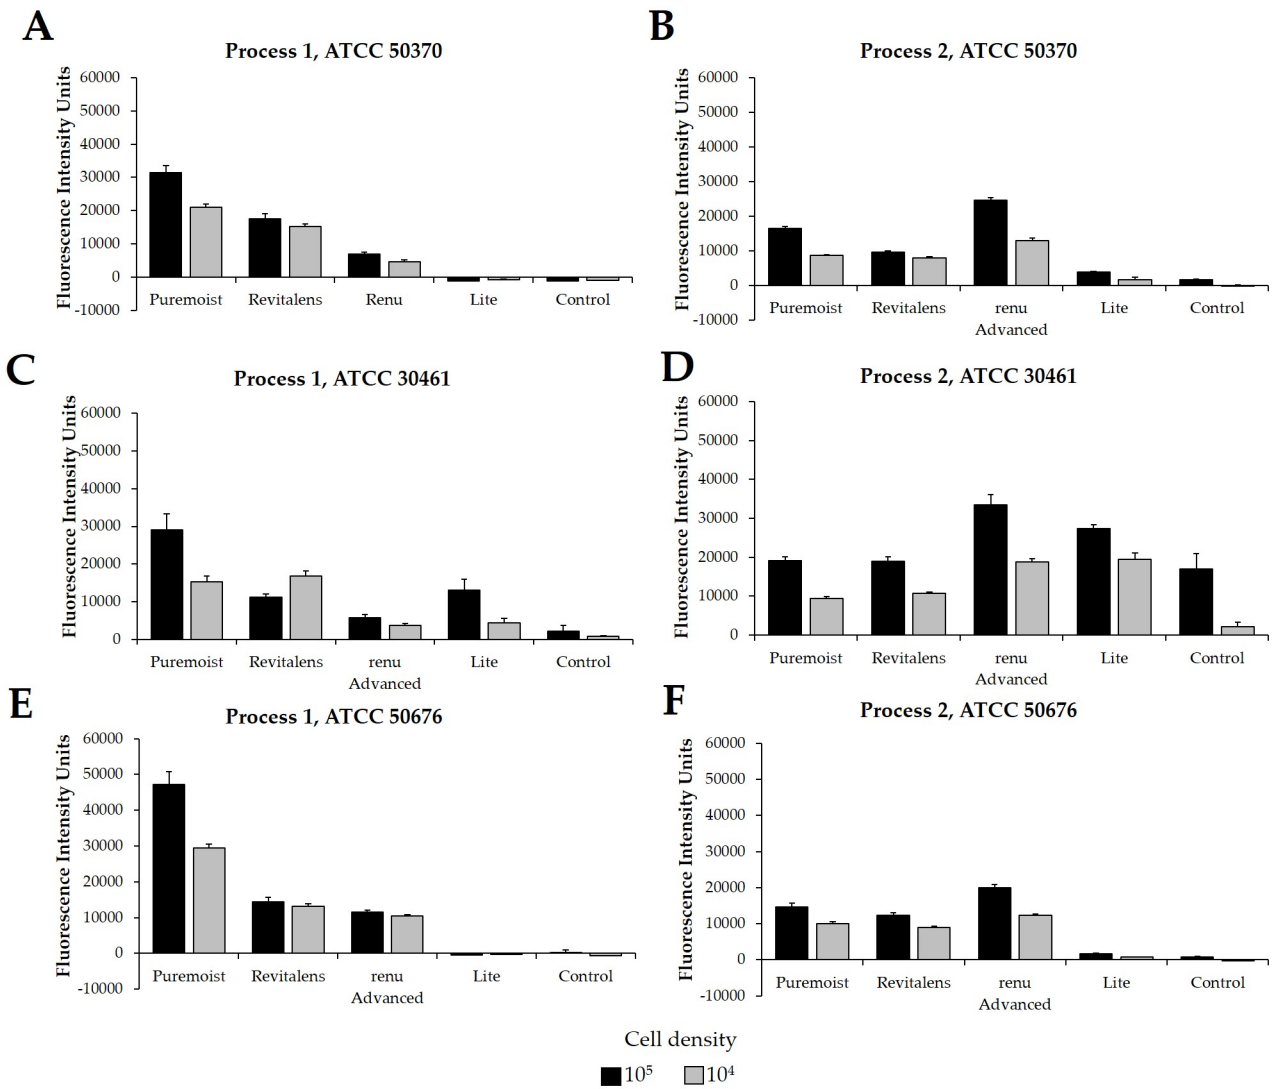 A
Process 1, ATCC 50370
Fluorescence Intensity Units
60000
50000
40000
30000
20000
10000
0
-10000
Puremoist Revitalens Renu Lite Control
B
Process 2, ATCC 50370
Fluorescence Intensity Units
60000
50000
40000
30000
20000
10000
0
-10000
Puremoist Revitalens renu Lite Control
Advanced
C
Process 1, ATCC 30461
Fluorescence Intensity Units
60000
50000
40000
30000
20000
10000
0
Puremoist Revitalens renu Lite Control
Advanced
D
Process 2, ATCC 30461
Fluorescence Intensity Units
60000
50000
40000
30000
20000
10000
0
Puremoist Revitalens renu Lite Control
Advanced
E
Process 1, ATCC 50676
Fluorescence Intensity Units
60000
50000
40000
30000
20000
10000
0
-10000
Puremoist Revitalens renu Lite Control
Advanced
F
Process 2, ATCC 50676
Fluorescence Intensity Units
60000
50000
40000
30000
20000
10000
0
-10000
Puremoist Revitalens renu Lite Control
Advanced
Cell density
10⁵ 10⁴